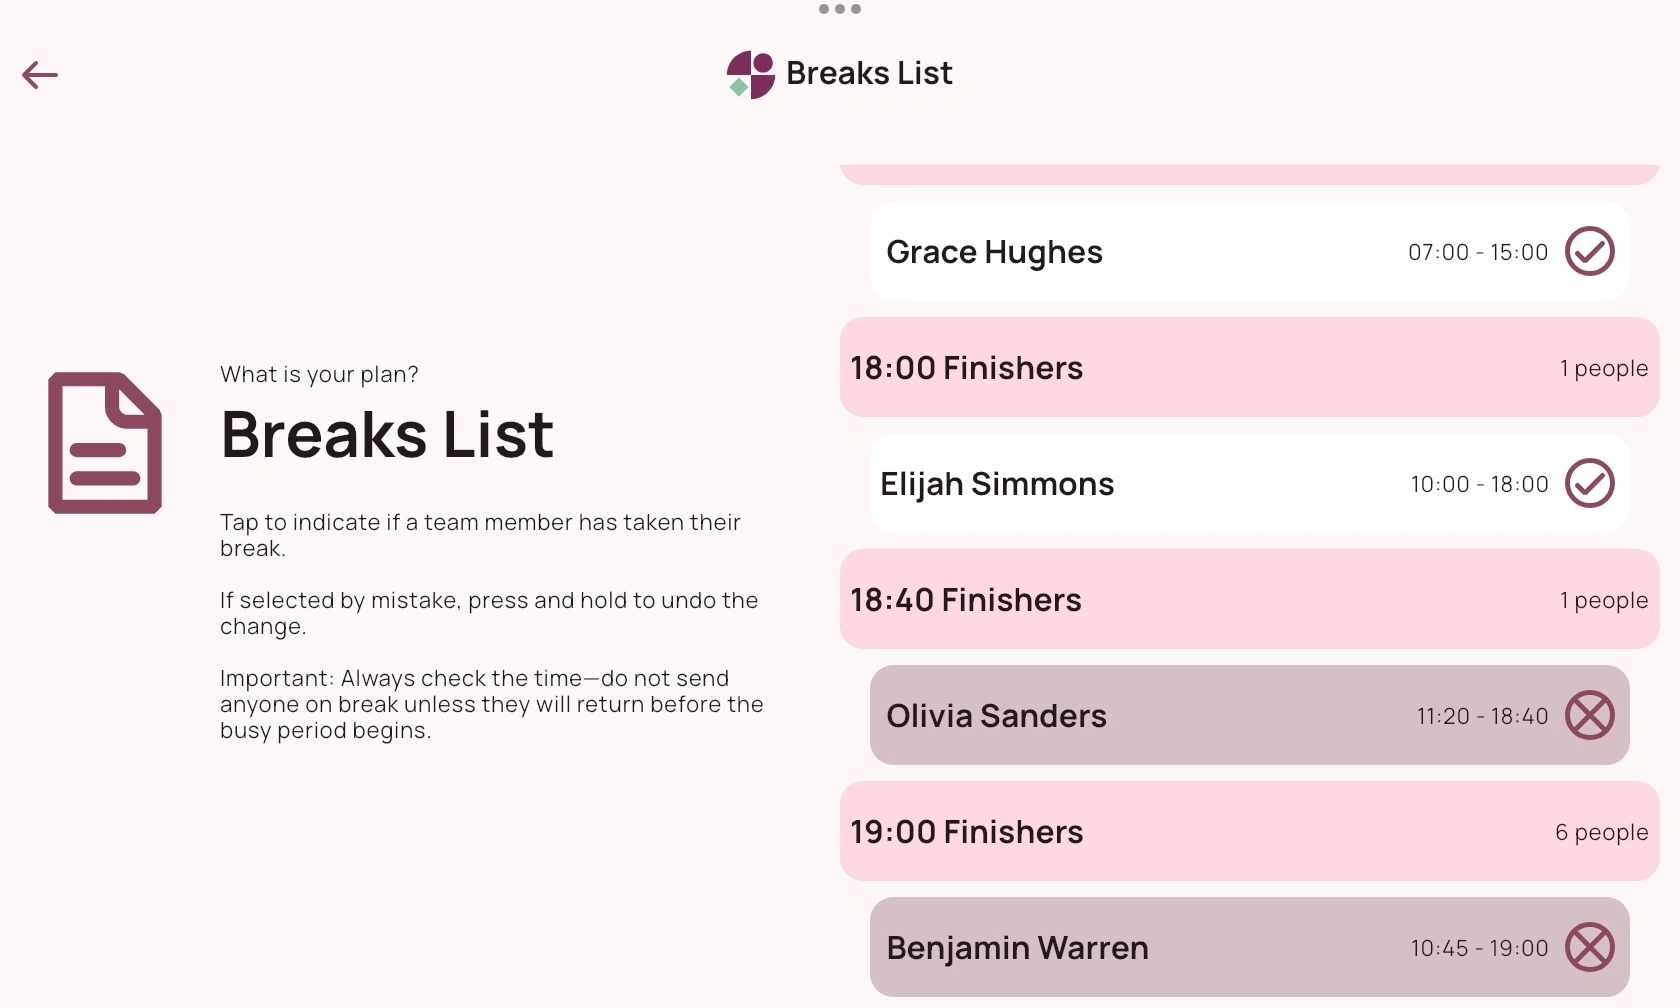 Breaks List
What is your plan?
Breaks List
Tap to indicate if a team member has taken their
break.
If selected by mistake, press and hold to undo the
change.
Important: Always check the time—do not send
anyone on break unless they will return before the
busy period begins.
Grace Hughes 07:00 - 15:00
18:00 Finishers 1 people
Elijah Simmons 10:00 - 18:00
18:40 Finishers 1 people
Olivia Sanders 11:20 - 18:40
19:00 Finishers 6 people
Benjamin Warren 10:45 - 19:00